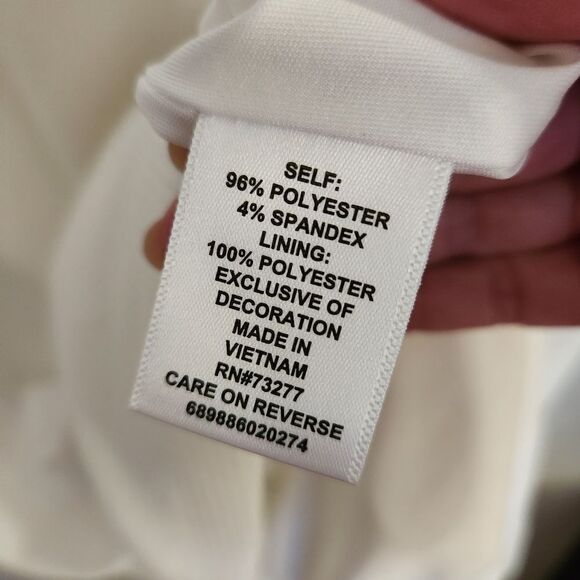 SELF:
96% POLYESTER
4% SPANDEX
LINING:
100% POLYESTER
EXCLUSIVE OF
DECORATION
MADE IN
VIETNAM
RN#73277
CARE ON REVERSE
689886020274